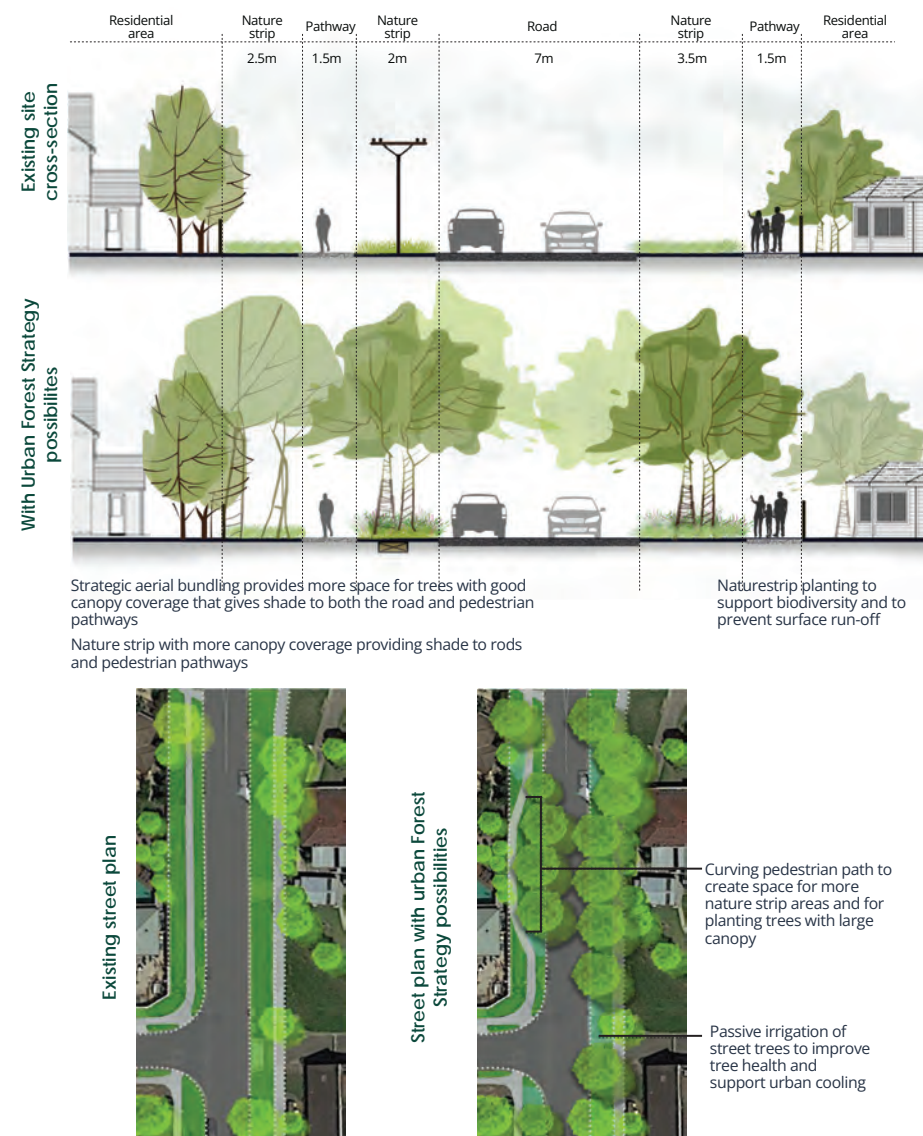 Residential
area
Nature
strip
Pathway
Nature
strip
Road
Nature
strip
Pathway
Residential
area
2.5m
1.5m
2m
7m
3.5m
1.5m
Existing site
cross-section
With Urban Forest Strategy
possibilites
Strategic aerial bundling provides more space for trees with good
canopy coverage that gives shade to both the road and pedestrian
pathways
Nature strip with more canopy coverage providing shade to rods
and pedestrian pathways
Naturestrip planting to
support biodiversity and to
prevent surface run-off
Existing street plan
Street plan with urban Forest
Strategy possibilities
Curving pedestrian path to
create space for more
nature strip areas and for
planting trees with large
canopy
Passive irrigation of
street trees to improve
tree health and
support urban cooling